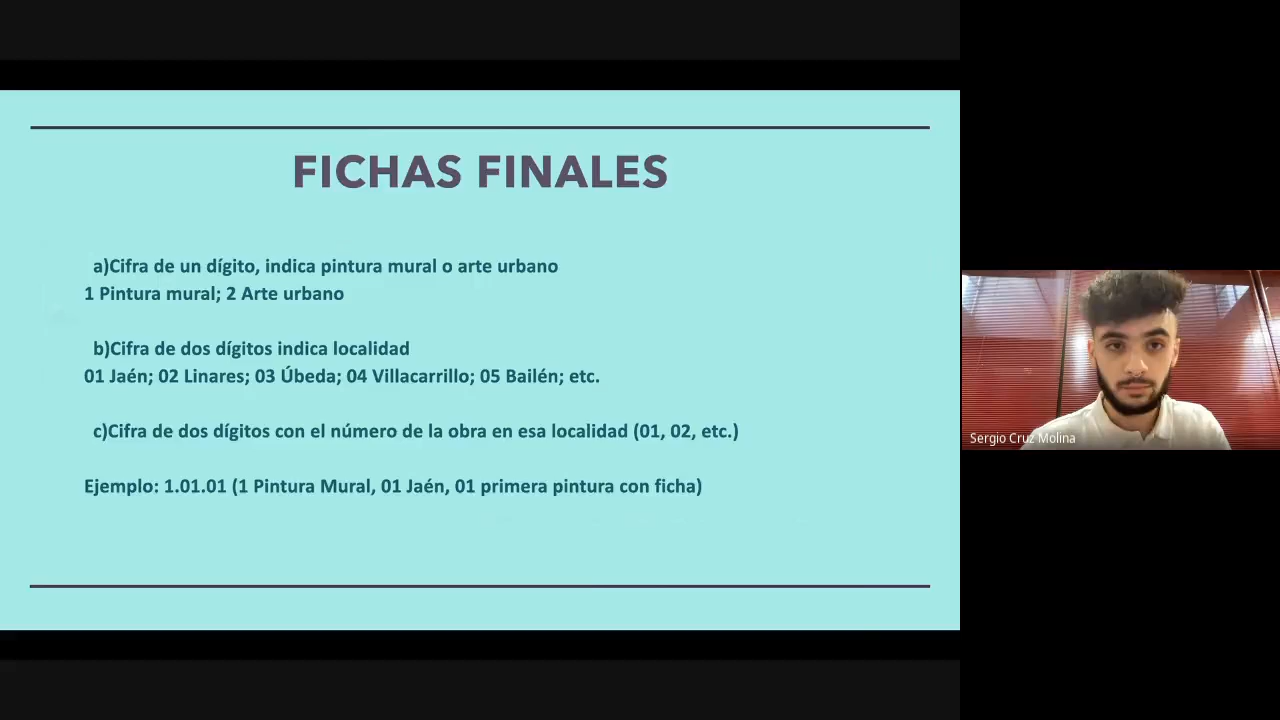 FICHAS FINALES
a)Cifra de un dígito, indica pintura mural o arte urbano
1 Pintura mural; 2 Arte urbano
b)Cifra de dos dígitos indica localidad
01 Jaén; 02 Linares; 03 Úbeda; 04 Villacarrillo; 05 Bailén; etc.
c)Cifra de dos dígitos con el número de la obra en esa localidad (01, 02, etc.)
Ejemplo: 1.01.01 (1 Pintura Mural, 01 Jaén, 01 primera pintura con ficha)
Sergio Cruz Molina